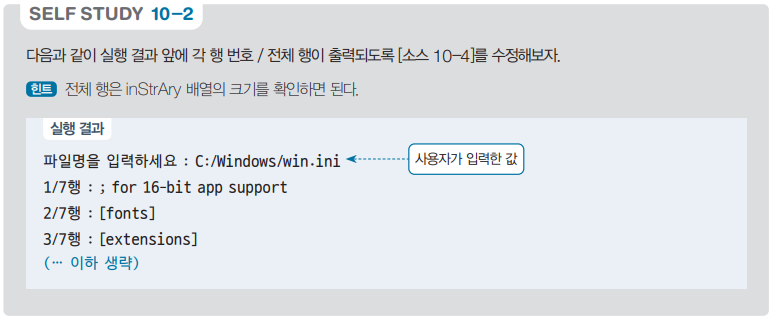 SELF STUDY 10-2
다음과 같이 실행 결과 앞에 각 행 번호 / 전체 행이 출력되도록 [소스 10-4]를 수정해보자.
힌트 전체 행은 inStrAry 배열의 크기를 확인하면 된다.
실행 결과
파일명을 입력하세요 : C:/Windows/win.ini 사용자가 입력한 값
1/7행 : ; for 16-bit app support
2/7행 : [fonts]
3/7행 : [extensions]
(… 이하 생략)